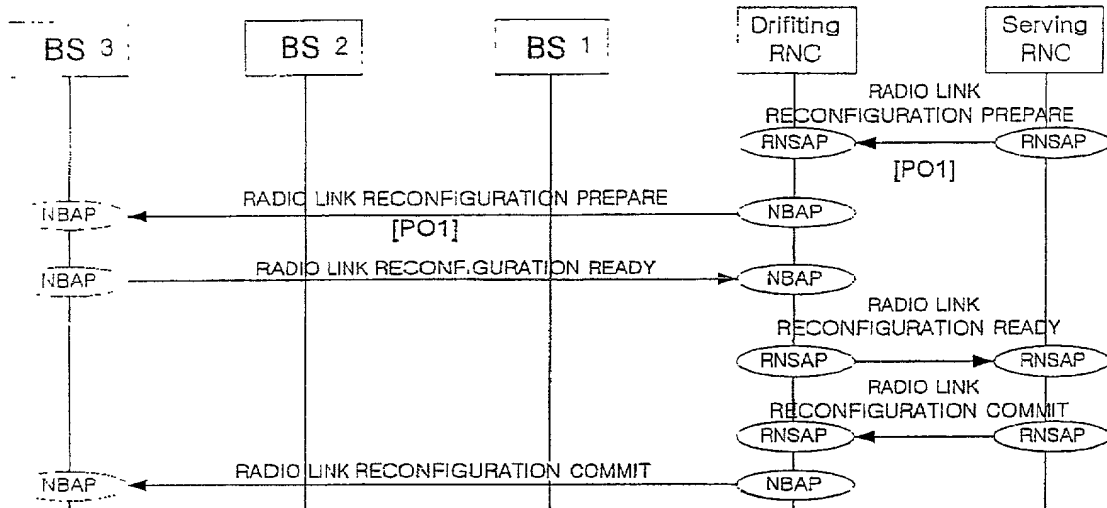 BS 3
BS 2
BS 1
Drifiting
RNC
Serving
RNC
RADIO LINK
RECONFIGURATION PREPARE
RNSAP
RNSAP
[PO1]
RADIO LINK RECONFIGURATION PREPARE
NBAP
NBAP
[PO1]
RADIO LINK RECONFIGURATION READY
NBAP
NBAP
RADIO LINK
RECONFIGURATION READY
RNSAP
RNSAP
RADIO LINK
RECONFIGURATION COMMIT
RNSAP
RNSAP
RADIO LINK RECONFIGURATION COMMIT
NBAP
NBAP